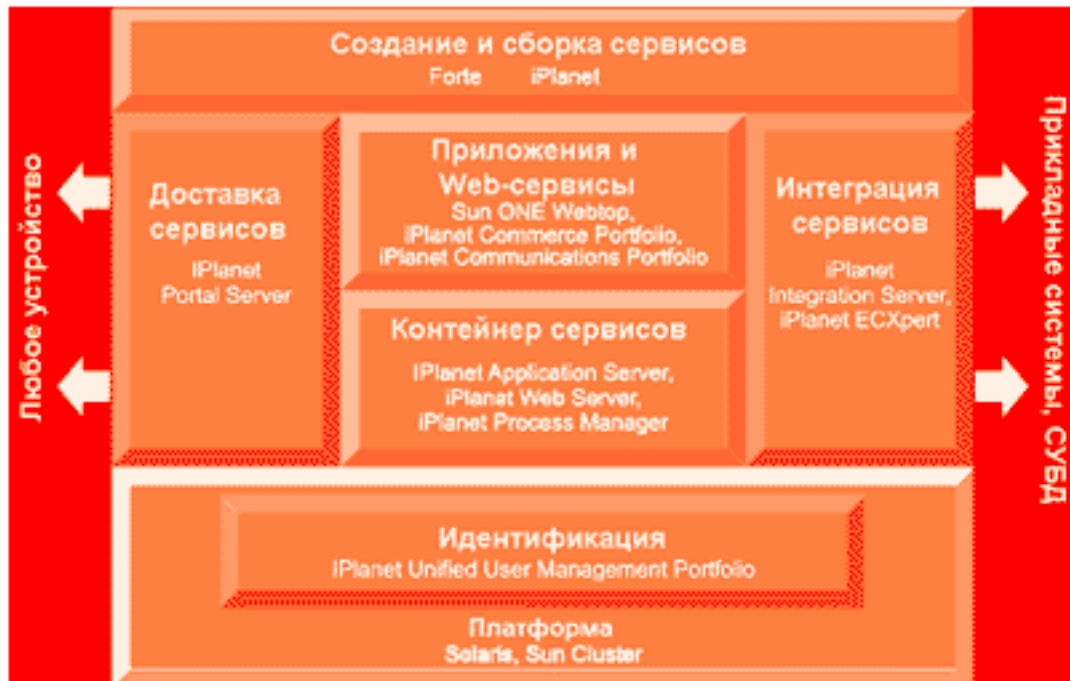 Создание и сборка сервисов
Forte iPlanet
Любое устройство
Доставка
сервисов
IPlanet
Portal Server
Приложения и
Web-сервисы
Sun ONE Webtop,
iPlanet Commerce Portfolio,
iPlanet Communications Portfolio
Контейнер сервисов
IPlanet Application Server,
iPlanet Web Server,
iPlanet Process Manager
Интеграция
сервисов
iPlanet
Integration Server,
iPlanet ECXpert
Прикладные системы, СУБД
Идентификация
iPlanet Unified User Management Portfolio
Платформа
Solaris, Sun Cluster